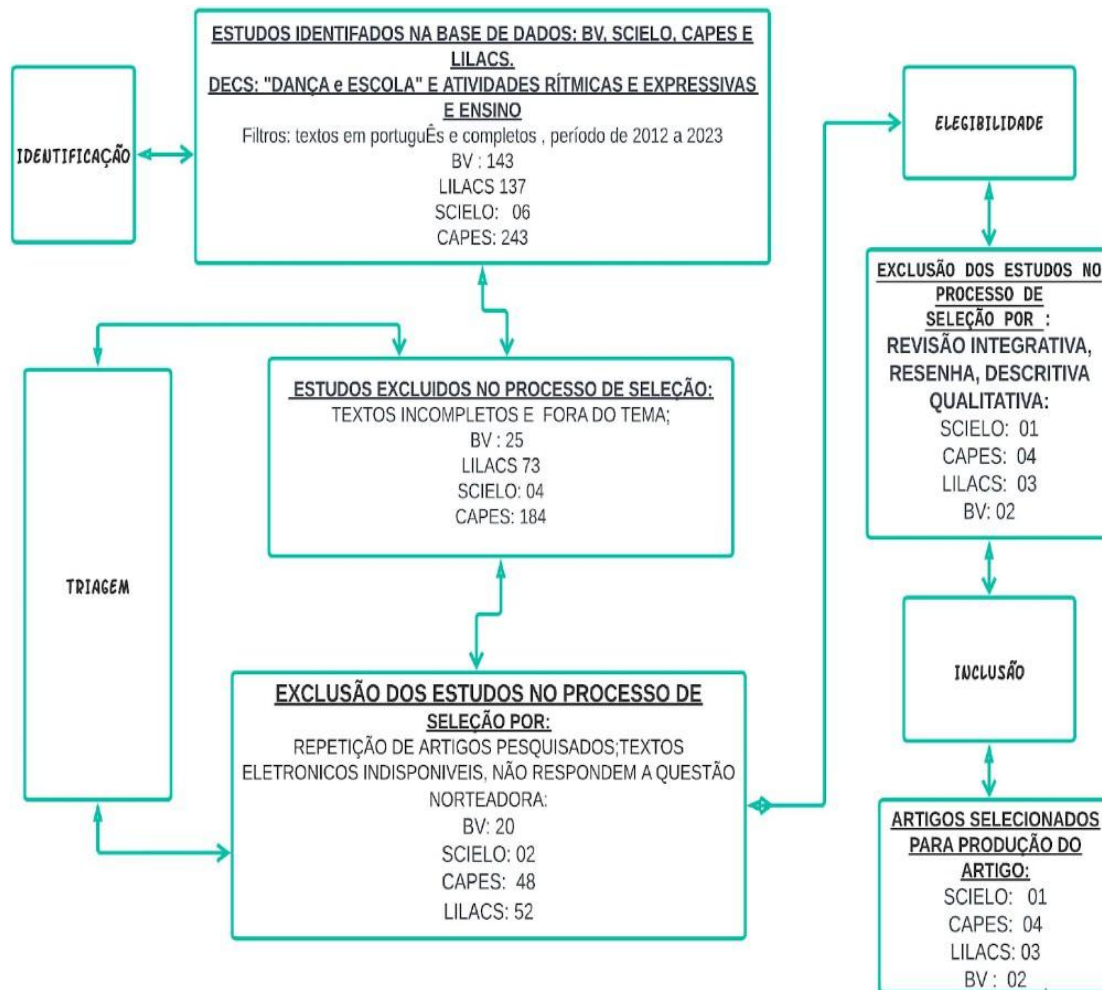 IDENTIFICAÇÃO
ESTUDOS IDENTIFADOS NA BASE DE DADOS: BV, SCIELO, CAPES E
LILACS.
DECS: "DANÇA e ESCOLA" E ATIVIDADES RÍTMICAS E EXPRESSIVAS
E ENSINO
Filtros: textos em portuguÊs e completos , período de 2012 a 2023
BV : 143
LILACS 137
SCIELO: 06
CAPES: 243
TRIAGEM
ESTUDOS EXCLUIDOS NO PROCESSO DE SELEÇÃO:
TEXTOS INCOMPLETOS E FORA DO TEMA;
BV : 25
LILACS 73
SCIELO: 04
CAPES: 184
EXCLUSÃO DOS ESTUDOS NO PROCESSO DE
SELEÇÃO POR:
REPETIÇÃO DE ARTIGOS PESQUISADOS;TEXTOS
ELETRONICOS INDISPONIVEIS, NÃO RESPONDEM A QUESTÃO
NORTEADORA:
BV: 20
SCIELO: 02
CAPES: 48
LILACS: 52
ELEGIBILIDADE
EXCLUSÃO DOS ESTUDOS NO
PROCESSO DE
SELEÇÃO POR :
REVISÃO INTEGRATIVA,
RESENHA, DESCRITIVA
QUALITATIVA:
SCIELO: 01
CAPES: 04
LILACS: 03
BV: 02
INCLUSÃO
ARTIGOS SELECIONADOS
PARA PRODUÇÃO DO
ARTIGO:
SCIELO: 01
CAPES: 04
LILACS: 03
BV : 02